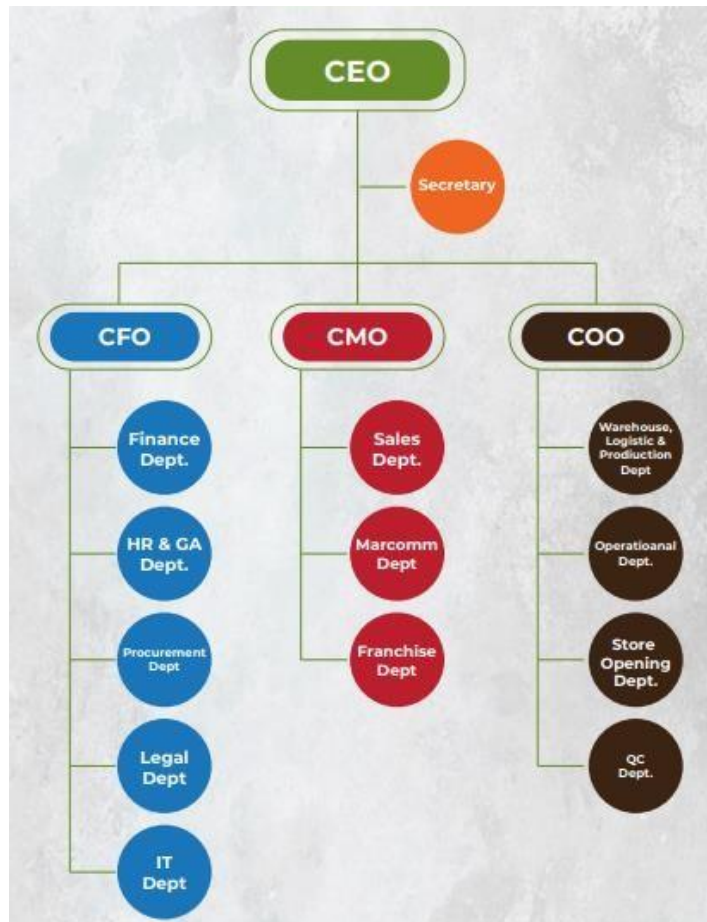 CEO
Secretary
CFO
CMO
COO
Finance
Dept.
HR & GA
Dept.
Procurement
Dept
Legal
Dept
IT
Dept
Sales
Dept.
Marcomm
Dept
Franchise
Dept
Warehouse,
Logistic &
Prodiuction
Dept
Operatioanal
Dept.
Store
Opening
Dept.
QC
Dept.